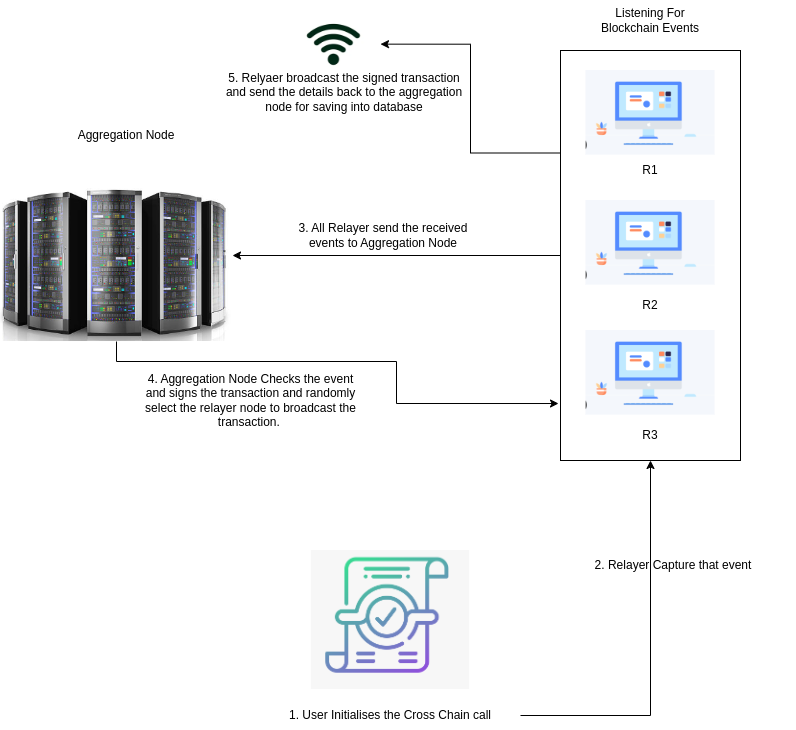 Listening For
Blockchain Events
5. Relyaer broadcast the signed transaction
and send the details back to the aggregation
node for saving into database
Aggregation Node
R1
3. All Relayer send the received
events to Aggregation Node
R2
4. Aggregation Node Checks the event
and signs the transaction and randomly
select the relayer node to broadcast the
transaction.
R3
2. Relayer Capture that event
1. User Initialises the Cross Chain call